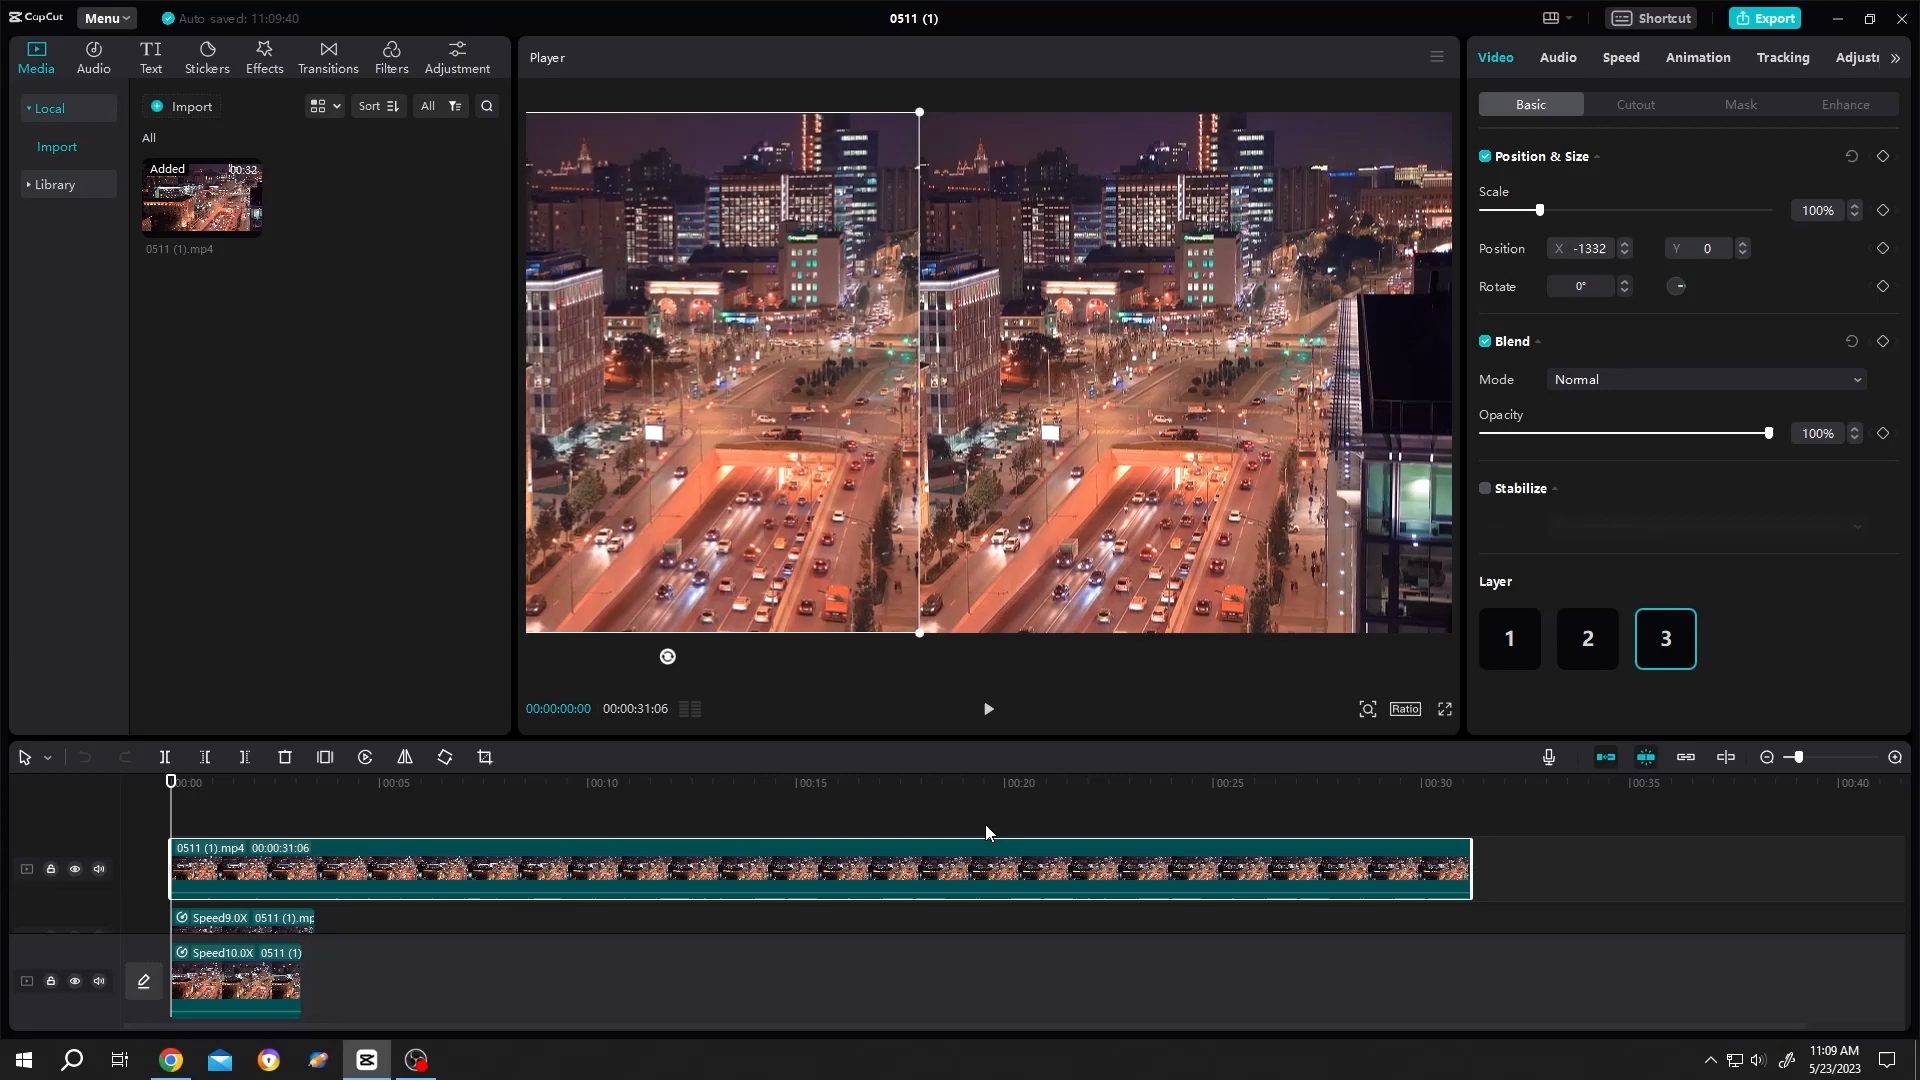 CapCut Menu Auto saved: 11:09:40 0511 (1) Shortcut Export
Media Audio Text Stickers Effects Transitions Filters Adjustment
Local
Import
Library
Import Sort All
All
Added 00:32
0511 (1).mp4
Player
00:00:00:00 00:00:31:06 Ratio
Video Audio Speed Animation Tracking Adjust
Basic Cutout Mask Enhance
Position & Size
Scale
100%
Position X -1332 Y 0
Rotate 0°
Blend
Mode Normal
Opacity
100%
Stabilize
Layer
1 2 3
00:00 00:05 00:10 00:15 00:20 00:25 00:30 00:35 00:40
0511 (1).mp4 00:00:31:06
Speed9.0X 0511 (1).mp
Speed10.0X 0511 (1)
11:09 AM
5/23/2023